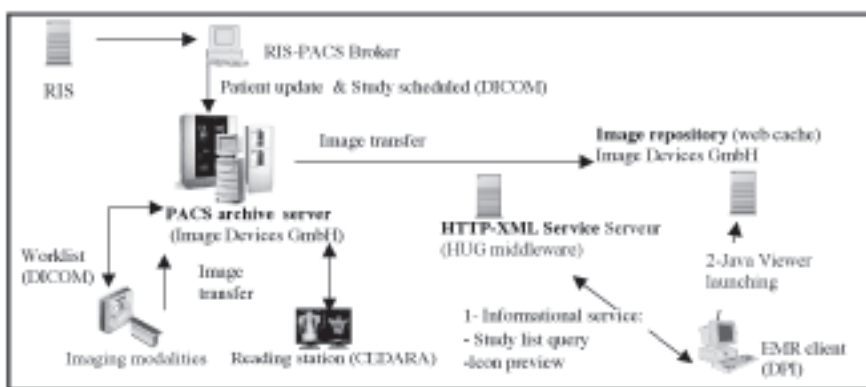 RIS
RIS-PACS Broker
Patient update & Study scheduled (DICOM)
Image transfer
Image repository (web cache)
Image Devices GmbH
PACS archive server
(Image Devices GmbH)
HTTP-XML Service Serveur
(HUG middleware)
Worklist
(DICOM)
Image
transfer
2-Java Viewer
launching
1- Informational service:
- Study list query
-Icon preview
Imaging modalities
Reading station (CEDARA)
EMR client
(DPI)